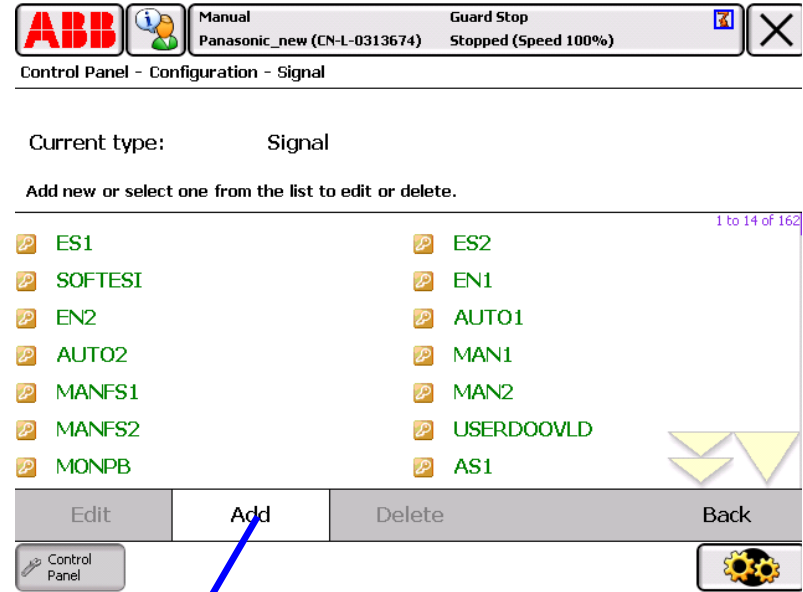 ABB
Manual
Guard Stop
Panasonic_new (CN-L-0313674)
Stopped (Speed 100%)
Control Panel - Configuration - Signal
Current type:
Signal
Add new or select one from the list to edit or delete.
1 to 14 of 162
ES1
ES2
SOFTESI
EN1
EN2
AUTO1
AUTO2
MAN1
MANFS1
MAN2
MANFS2
USERDOOVLD
MONPB
AS1
Edit
Add
Delete
Back
Control
Panel